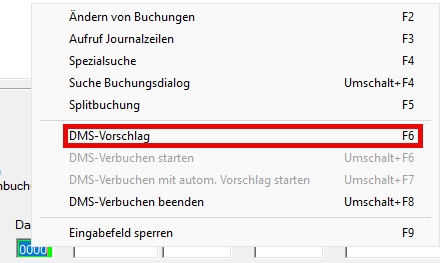 Ändern von Buchungen F2
Aufruf Journalzeilen F3
Spezialsuche F4
Suche Buchungsdialog Umschalt+F4
Splitbuchung F5
DMS-Vorschlag F6
DMS-Verbuchen starten Umschalt+F6
DMS-Verbuchen mit autom. Vorschlag starten Umschalt+F7
nbuchu
DMS-Verbuchen beenden Umschalt+F8
Da
Eingabefeld sperren F9
0000